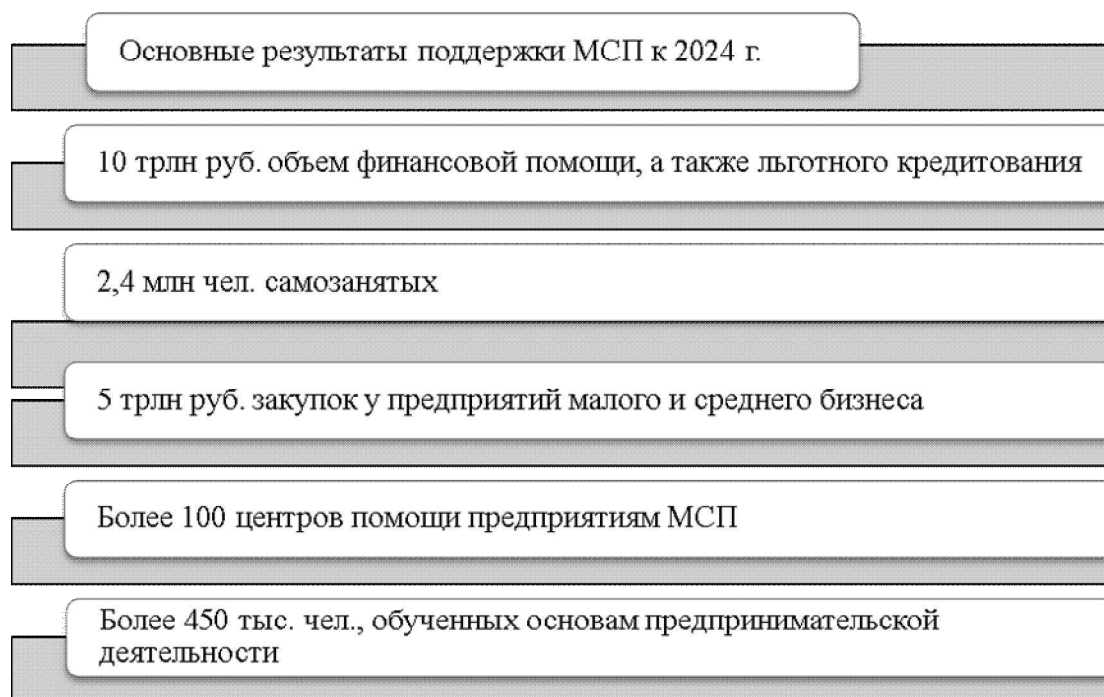 Основные результаты поддержки МСП к 2024 г.
10 трлн руб. объем финансовой помощи, а также льготного кредитования
2,4 млн чел. самозанятых
5 трлн руб. закупок у предприятий малого и среднего бизнеса
Более 100 центров помощи предприятиям МСП
Более 450 тыс. чел., обученных основам предпринимательской
деятельности